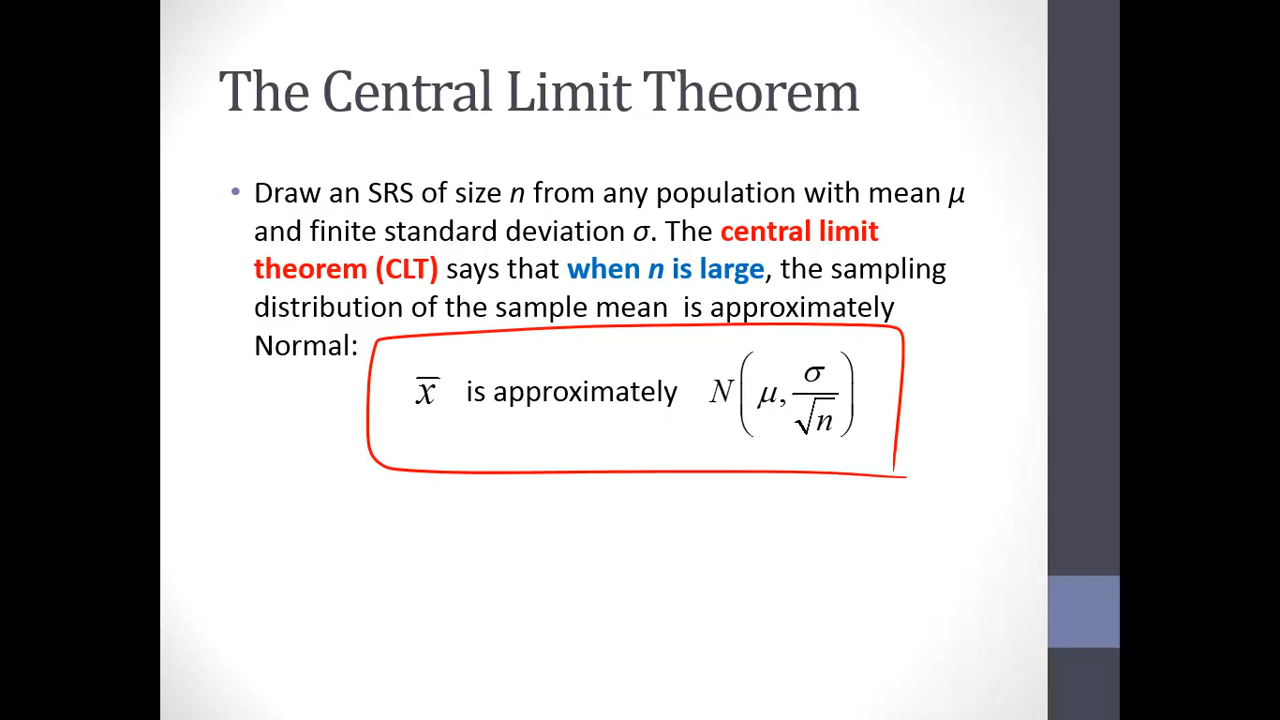 The Central Limit Theorem
• Draw an SRS of size n from any population with mean μ
and finite standard deviation σ. The central limit
theorem (CLT) says that when n is large, the sampling
distribution of the sample mean is approximately
Normal:
x̅ is approximately N(μ, σ/√n)